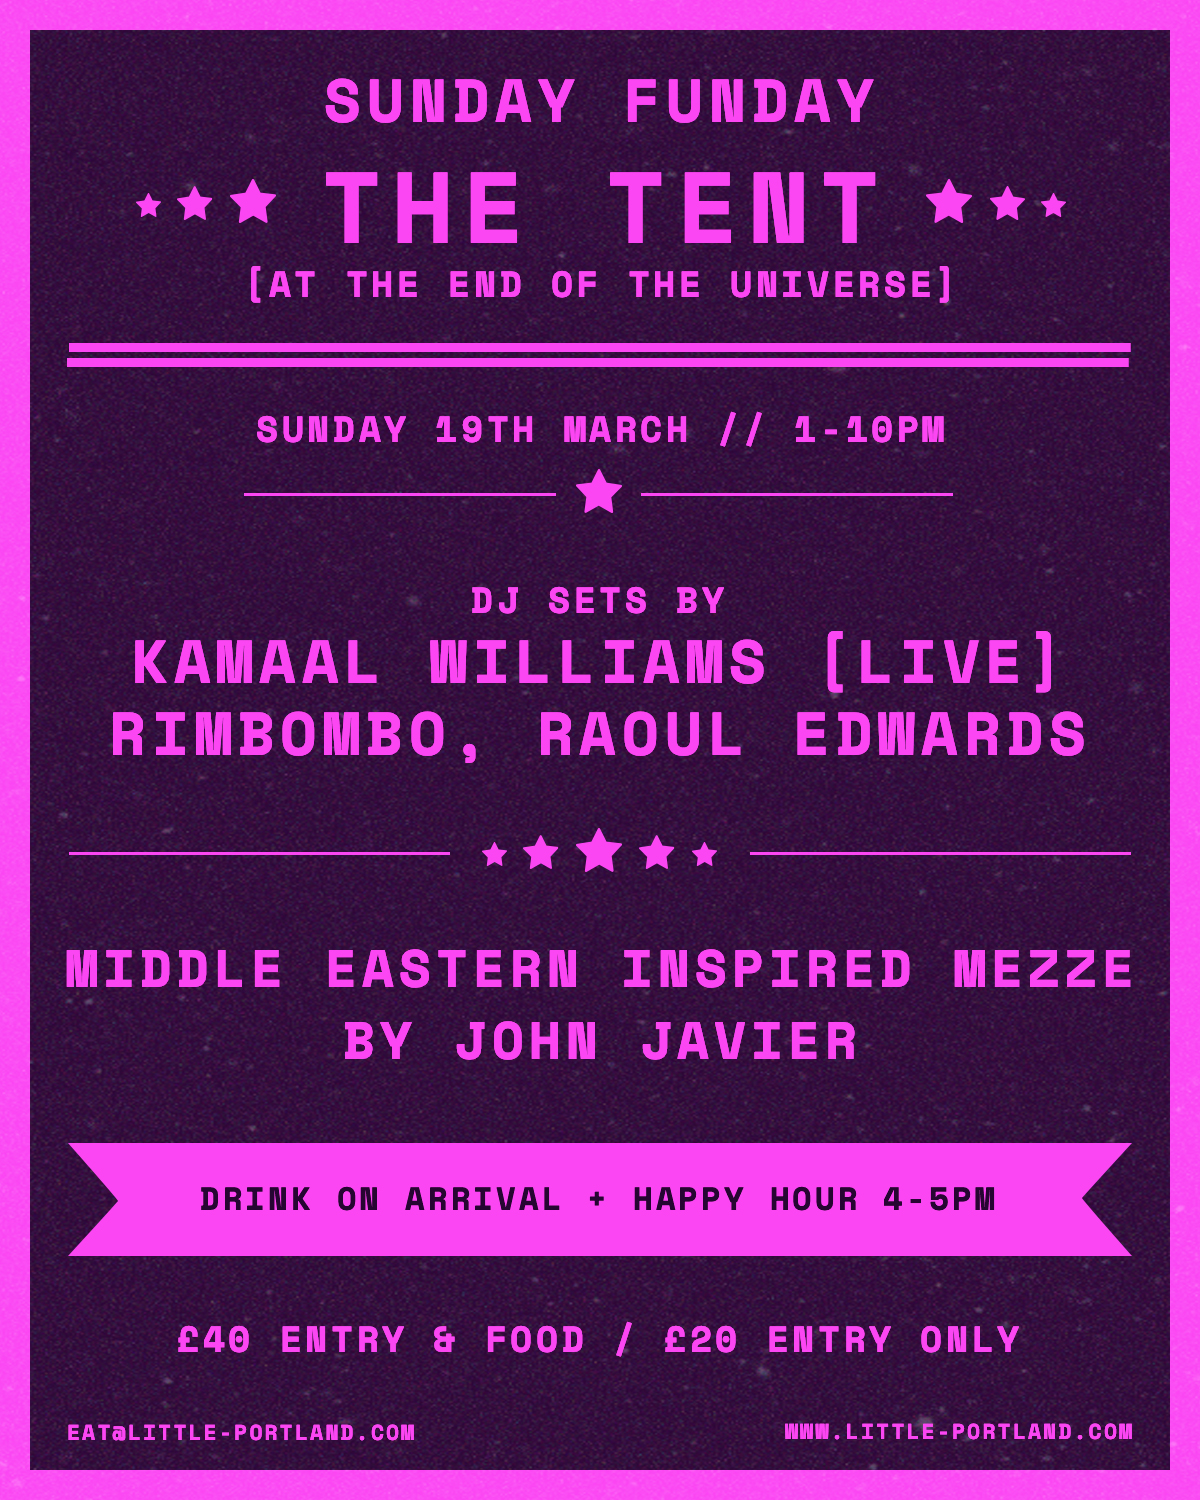 SUNDAY FUNDAY
THE TENT
[AT THE END OF THE UNIVERSE]
SUNDAY 19TH MARCH // 1-10PM
DJ SETS BY
KAMAAL WILLIAMS [LIVE]
RIMBOMBO, RAOUL EDWARDS
MIDDLE EASTERN INSPIRED MEZZE
BY JOHN JAVIER
DRINK ON ARRIVAL + HAPPY HOUR 4-5PM
£40 ENTRY & FOOD / £20 ENTRY ONLY
EAT@LITTLE-PORTLAND.COM
WWW.LITTLE-PORTLAND.COM